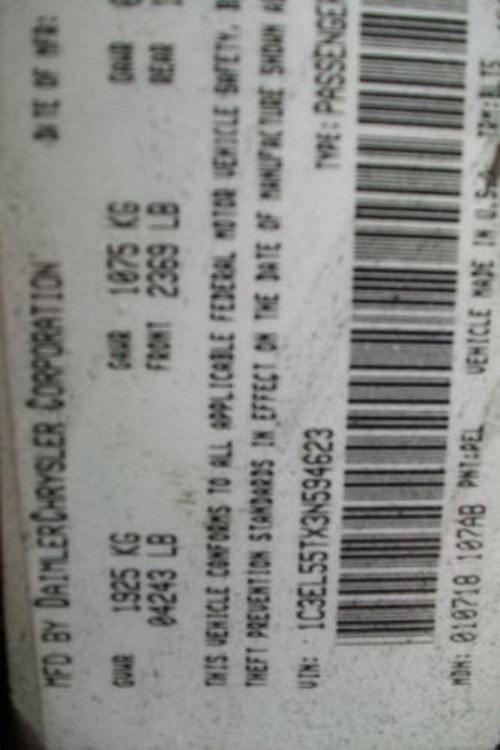 MFD BY DAIMLERCHRYSLER CORPORATION DATE OF MFR:
GVWR 1925 KG GAWR 1075 KG GAWR
04243 LB FRONT 2369 LB REAR
THIS VEHICLE CONFORMS TO ALL APPLICABLE FEDERAL MOTOR VEHICLE SAFETY,
THEFT PREVENTION STANDARDS IN EFFECT ON THE DATE OF MANUFACTURE SHOWN
VIN: 1C3EL55TX3N594623 TYPE: PASSENGER
MDH: 010718 107AB PNT:PEL VEHICLE MADE IN U.S.A.